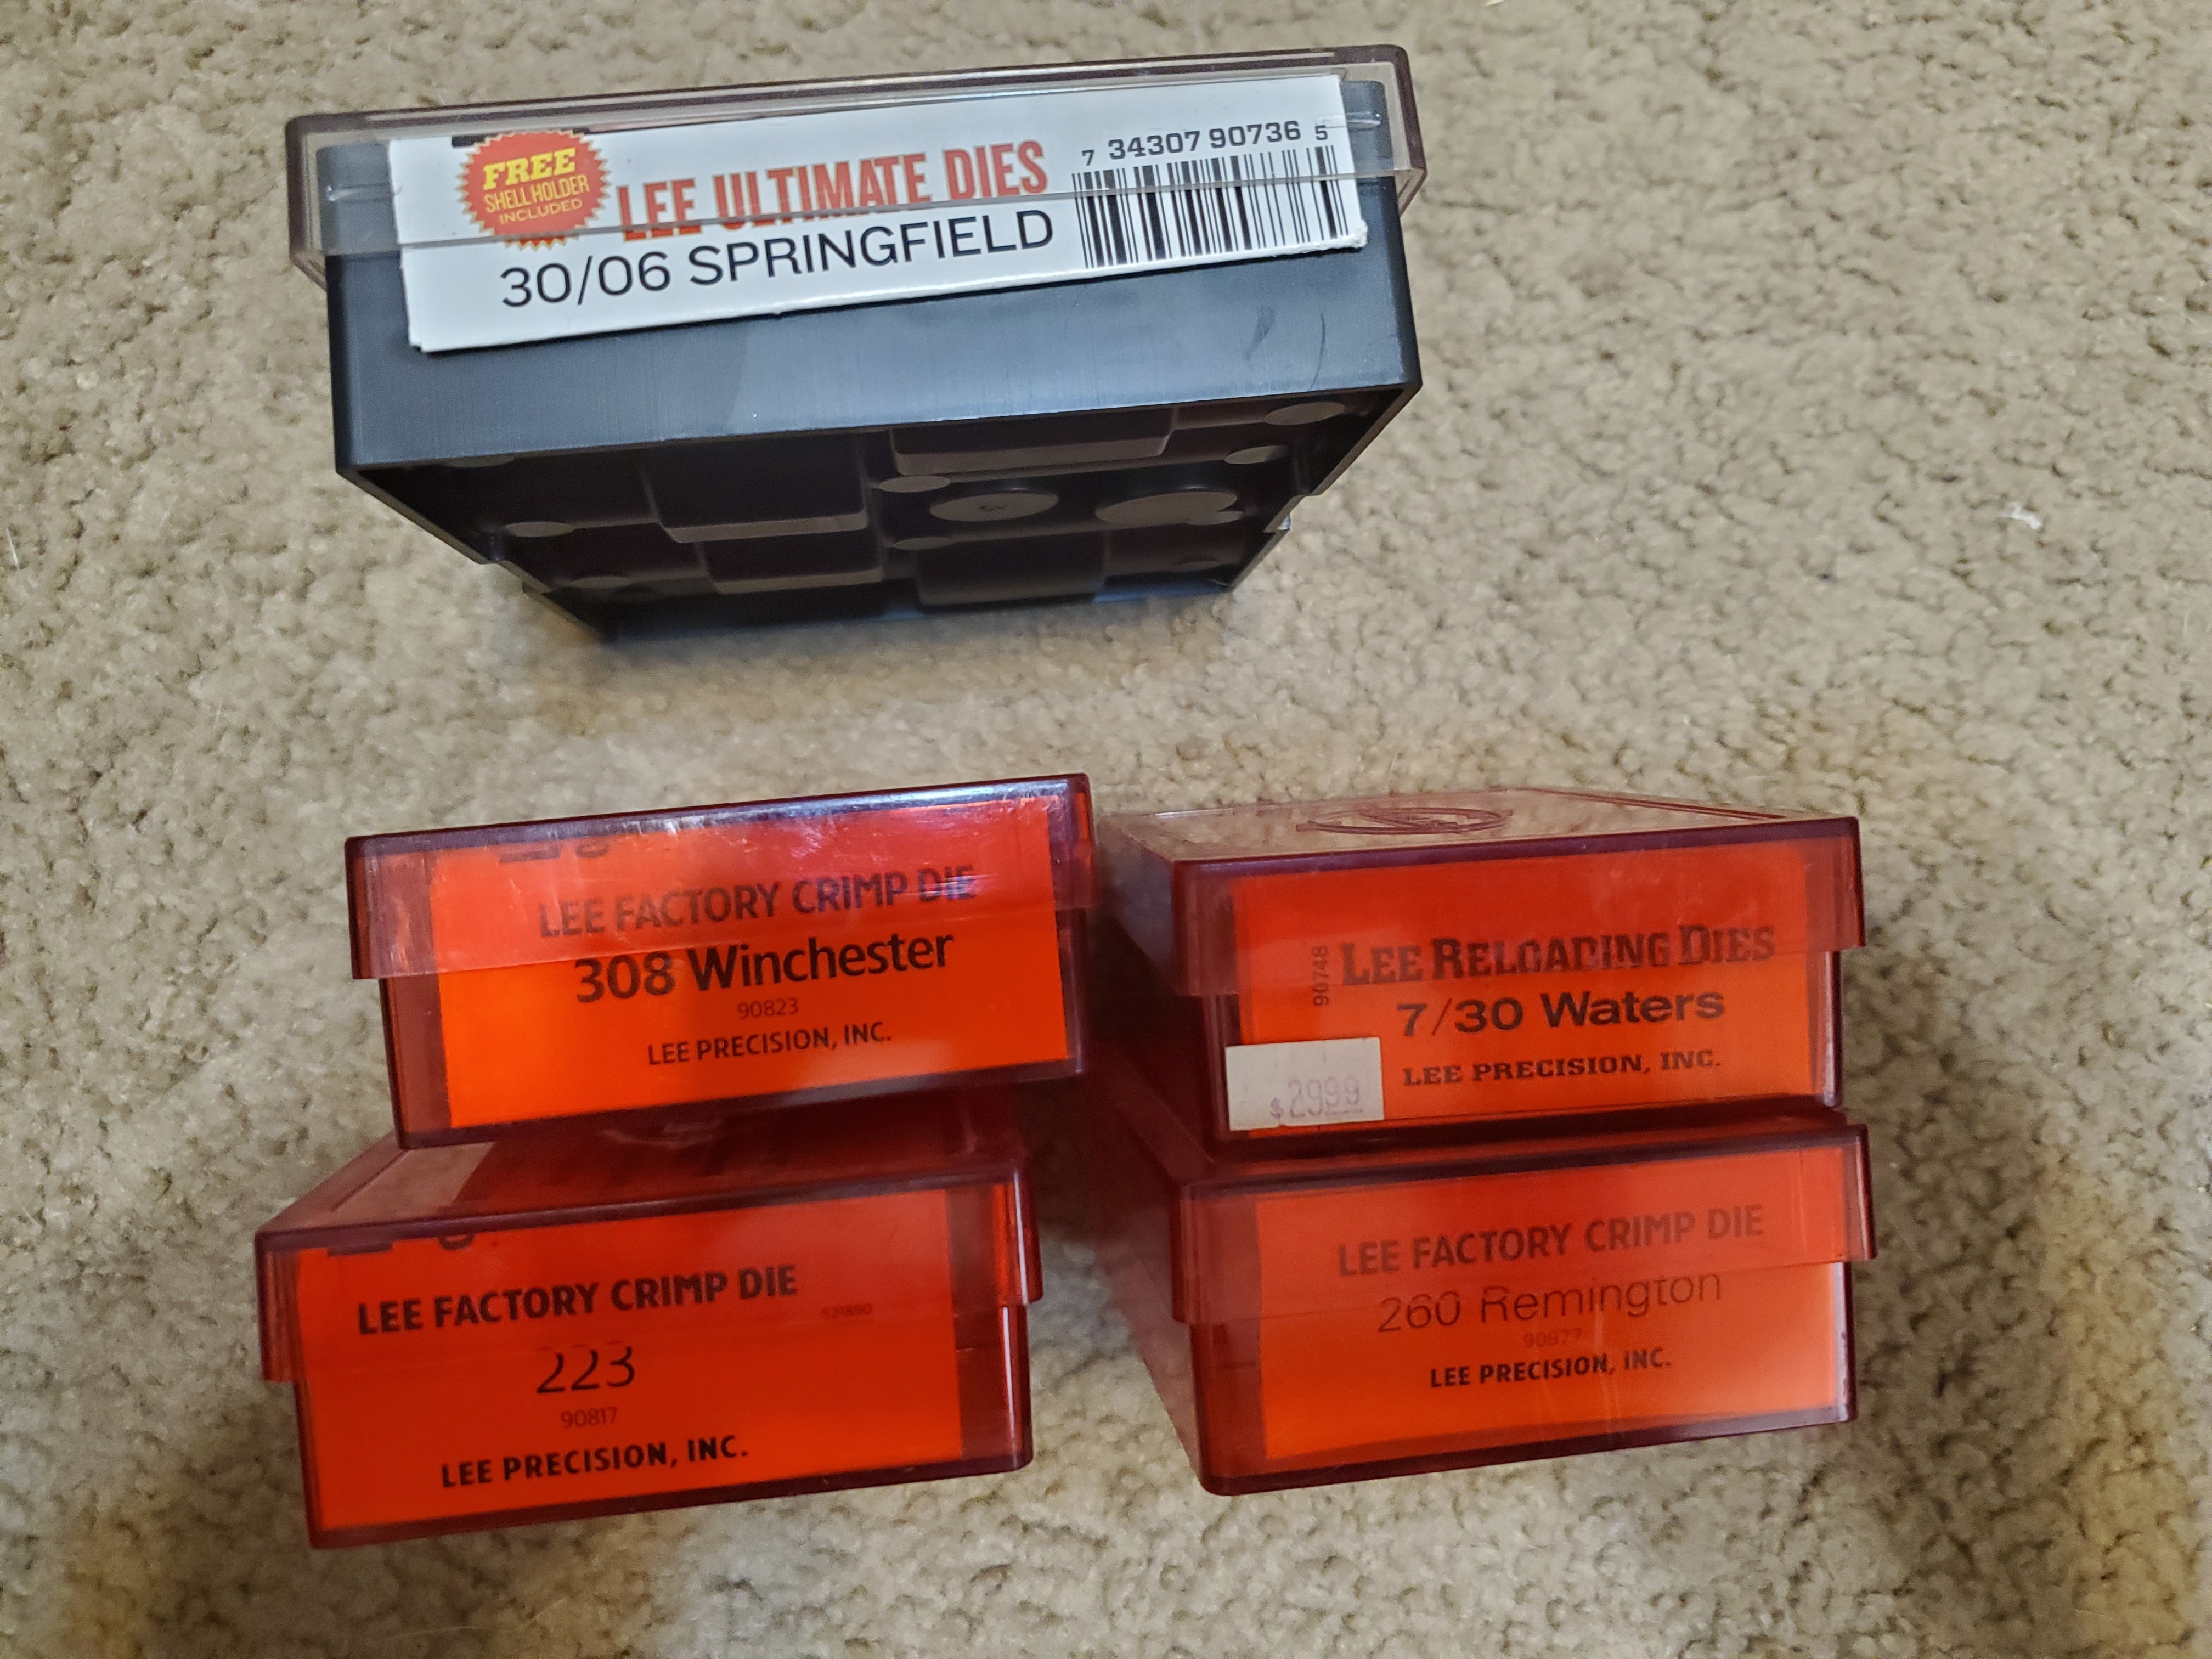 FREE
SHELL HOLDER
INCLUDED
LEE ULTIMATE DIES
30/06 SPRINGFIELD
7 34307 90736 5
LEE FACTORY CRIMP DIE
308 Winchester
90823
LEE PRECISION, INC.
90748
LEE RELOADING DIES
7/30 Waters
LEE PRECISION, INC.
$29.99
LEE FACTORY CRIMP DIE
223
90817
LEE PRECISION, INC.
LEE FACTORY CRIMP DIE
260 Remington
LEE PRECISION, INC.